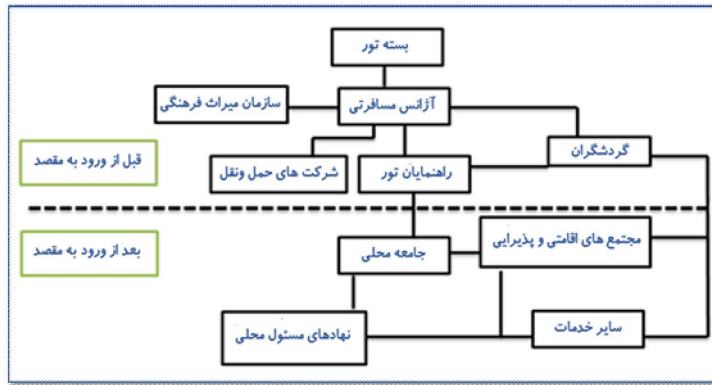 بسته تور
آژانس مسافرتی
سازمان میراث فرهنگی
گردشگران
قبل از ورود به مقصد
شرکت های حمل ونقل
راهنمایان تور
مجتمع های اقامتی و پذیرایی
جامعه محلی
بعد از ورود به مقصد
سایر خدمات
نهادهای مسئول محلی